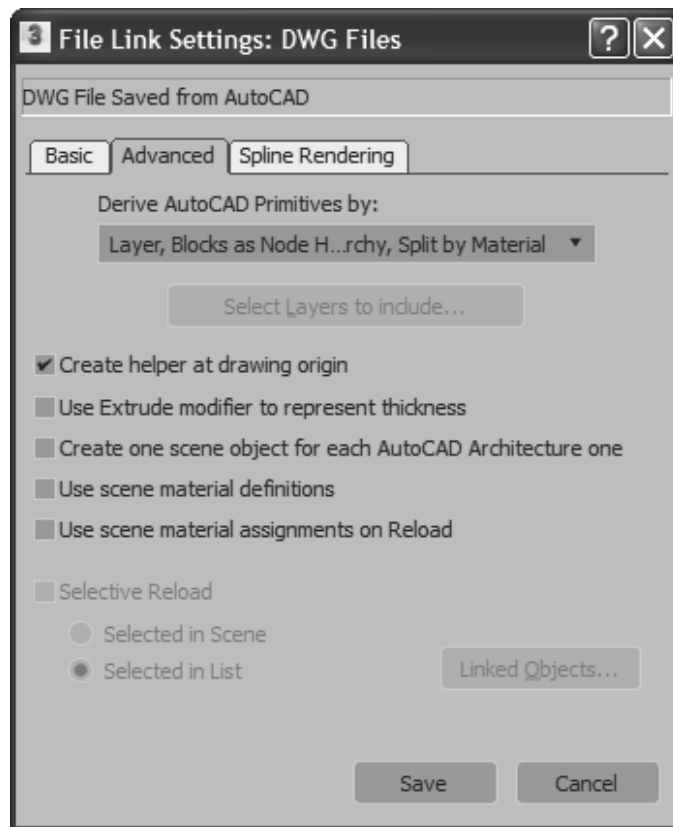 3 File Link Settings: DWG Files ? X
DWG File Saved from AutoCAD
Basic Advanced Spline Rendering
Derive AutoCAD Primitives by:
Layer, Blocks as Node H...rchy, Split by Material
Select Layers to include...
Create helper at drawing origin
Use Extrude modifier to represent thickness
Create one scene object for each AutoCAD Architecture one
Use scene material definitions
Use scene material assignments on Reload
Selective Reload
Selected in Scene
Selected in List Linked Objects...
Save Cancel